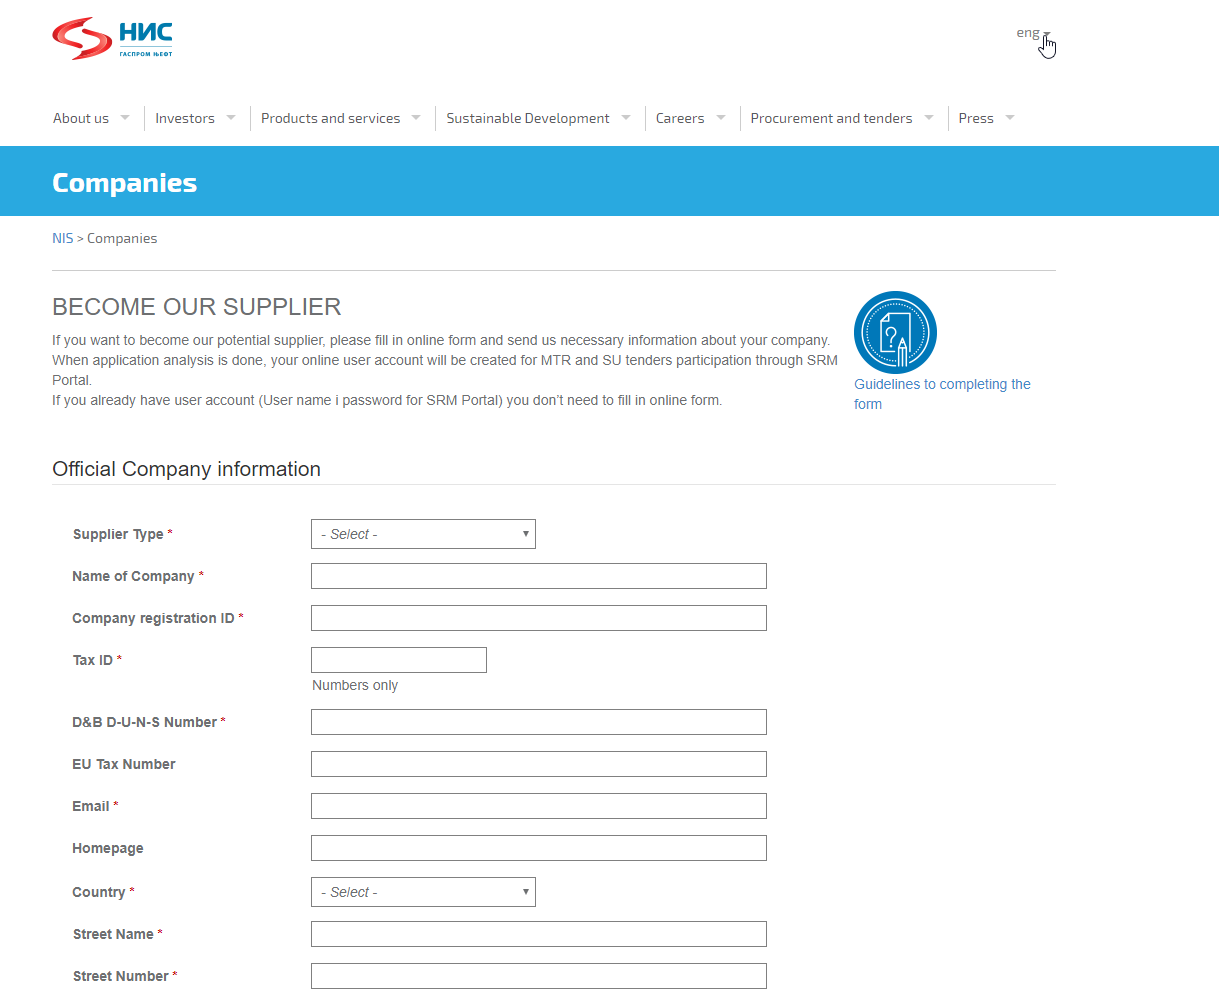 НИС
ГАСПРОМ ЊЕФТ
eng
About us
Investors
Products and services
Sustainable Development
Careers
Procurement and tenders
Press
Companies
NIS > Companies
BECOME OUR SUPPLIER
If you want to become our potential supplier, please fill in online form and send us necessary information about your company.
When application analysis is done, your online user account will be created for MTR and SU tenders participation through SRM
Portal.
If you already have user account (User name i password for SRM Portal) you don’t need to fill in online form.
Guidelines to completing the
form
Official Company information
Supplier Type *
- Select -
Name of Company *
Company registration ID *
Tax ID *
Numbers only
D&B D-U-N-S Number *
EU Tax Number
Email *
Homepage
Country *
- Select -
Street Name *
Street Number *